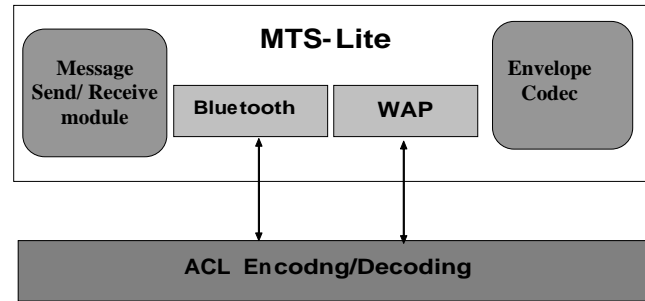 MTS-Lite
Message
Send/ Receive
module
Bluetooth
WAP
Envelope
Codec
ACL Encodng/Decoding